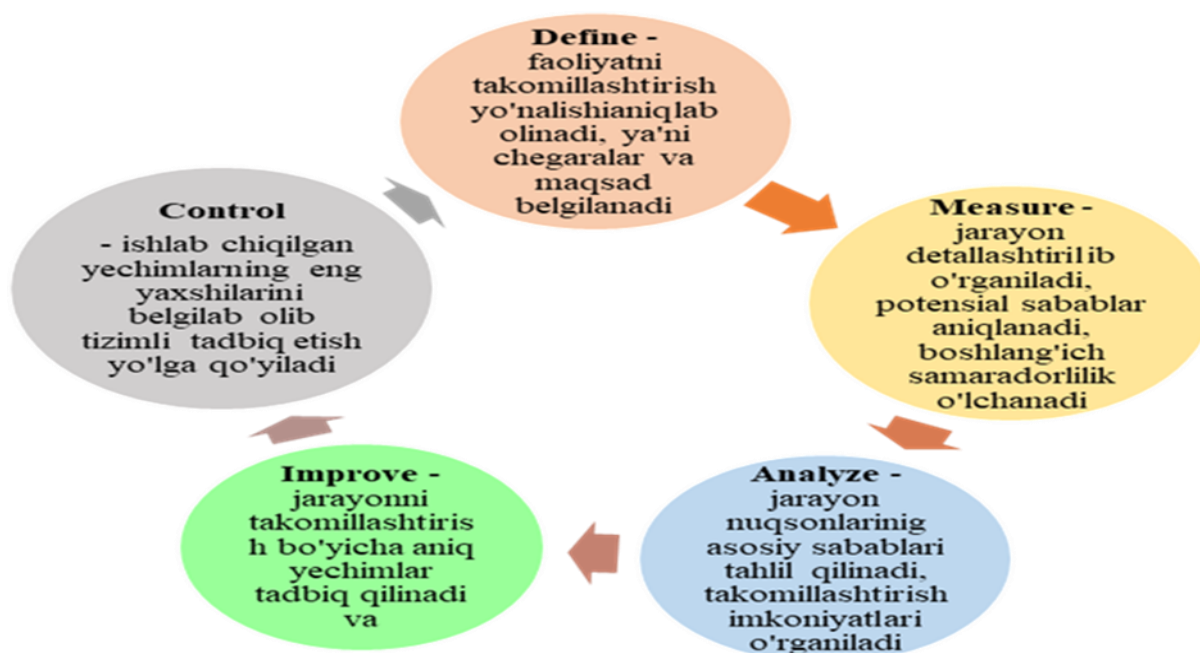 Define -
faoliyatni
takomillashtirish
yo'nalishianiqlab
olinadi, ya'ni
chegaralar va
maqsad
belgilanadi
Measure -
jarayon
detallashtirilib
o'rganiladi,
potensial sabablar
aniqlanadi,
boshlang'ich
samaradorlilik
o'lchanadi
Analyze -
jarayon
nuqsonlarinig
asosiy sabablari
tahlil qilinadi,
takomillashtirish
imkoniyatlari
o'rganiladi
Improve -
jarayonni
takomillashtiris
h bo'yicha aniq
yechimlar
tadbiq qilinadi
va
Control
- ishlab chiqilgan
yechimlarning eng
yaxshilarini
belgilab olib
tizimli tadbiq etish
yo'lga qo'yiladi